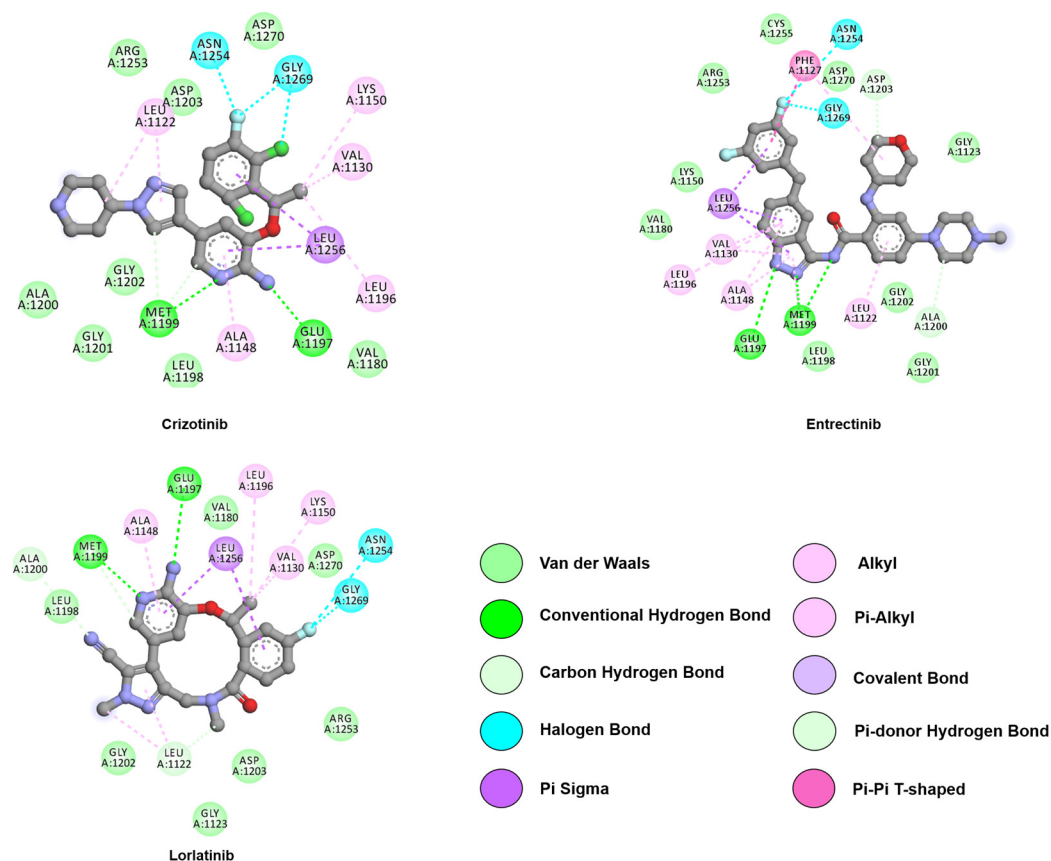 ASN
A:1254
ASP
A:1270
ARG
A:1253
GLY
A:1269
ASP
A:1203
LYS
A:1150
LEU
A:1122
VAL
A:1130
LEU
A:1256
GLY
A:1202
LEU
A:1196
ALA
A:1200
MET
A:1199
GLY
A:1201
ALA
A:1148
GLU
A:1197
LEU
A:1198
VAL
A:1180
Crizotinib
CYS
A:1255
ASN
A:1254
PHE
A:1127
ARG
A:1253
ASP
A:1270
ASP
A:1203
GLY
A:1269
GLY
A:1123
LYS
A:1150
LEU
A:1256
VAL
A:1180
VAL
A:1130
LEU
A:1196
ALA
A:1148
GLY
A:1202
MET
A:1199
LEU
A:1122
ALA
A:1200
GLU
A:1197
LEU
A:1198
GLY
A:1201
Entrectinib
GLU
A:1197
LEU
A:1196
VAL
A:1180
LYS
A:1150
ALA
A:1148
ASN
A:1254
MET
A:1199
LEU
A:1256
VAL
A:1130
ASP
A:1270
ALA
A:1200
GLY
A:1269
LEU
A:1198
ARG
A:1253
GLY
A:1202
LEU
A:1122
ASP
A:1203
GLY
A:1123
Lorlatinib
Van der Waals
Conventional Hydrogen Bond
Carbon Hydrogen Bond
Halogen Bond
Pi Sigma
Alkyl
Pi-Alkyl
Covalent Bond
Pi-donor Hydrogen Bond
Pi-Pi T-shaped